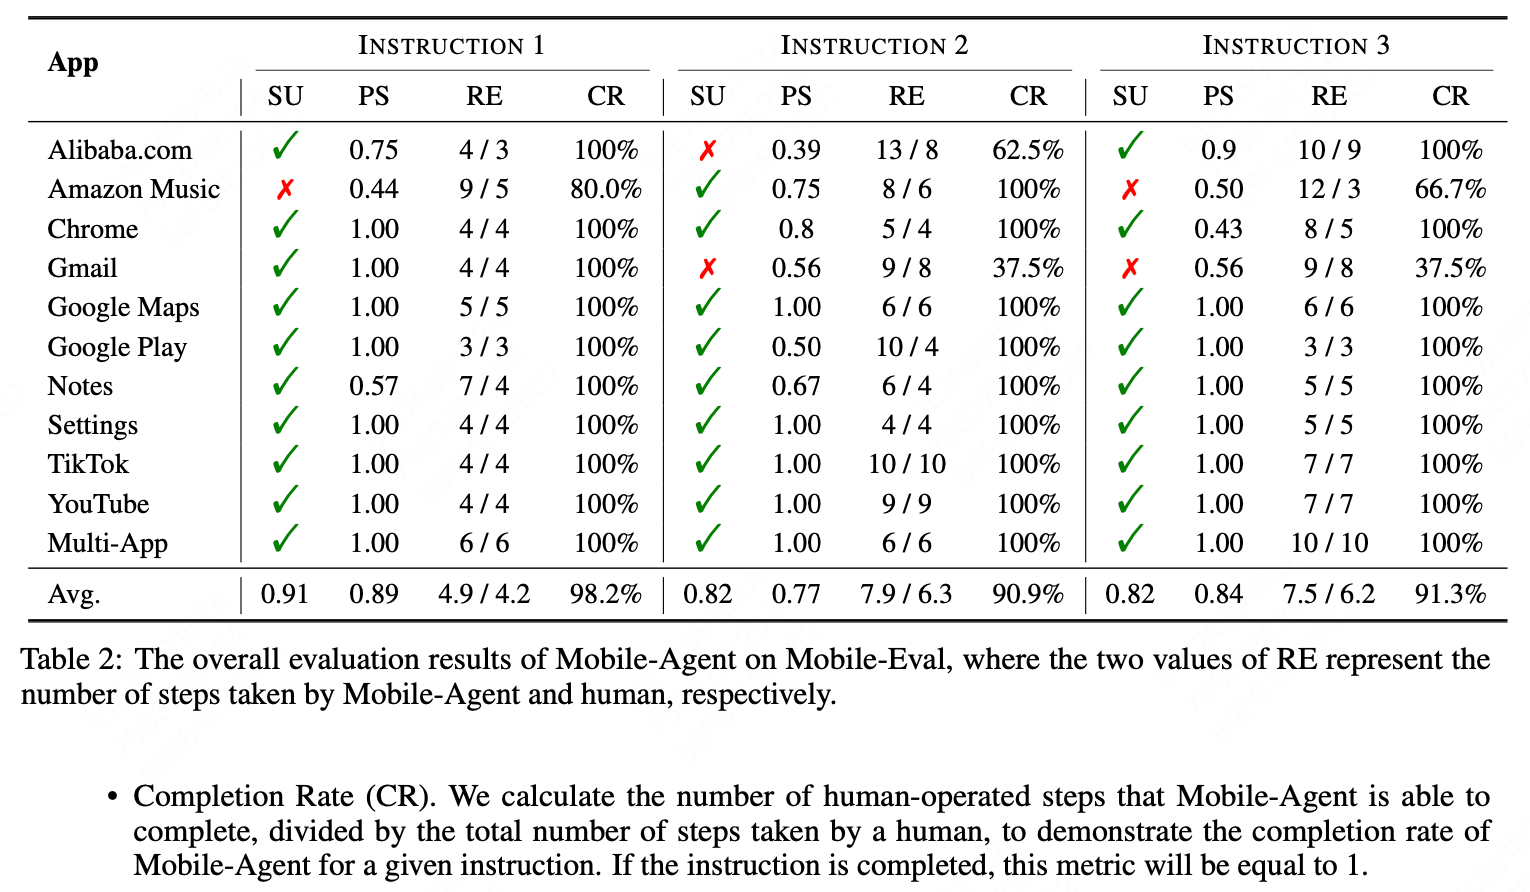 App INSTRUCTION 1 INSTRUCTION 2 INSTRUCTION 3
SU PS RE CR SU PS RE CR SU PS RE CR
Alibaba.com ✓ 0.75 4 / 3 100% ✗ 0.39 13 / 8 62.5% ✓ 0.9 10 / 9 100%
Amazon Music ✗ 0.44 9 / 5 80.0% ✓ 0.75 8 / 6 100% ✗ 0.50 12 / 3 66.7%
Chrome ✓ 1.00 4 / 4 100% ✓ 0.8 5 / 4 100% ✓ 0.43 8 / 5 100%
Gmail ✓ 1.00 4 / 4 100% ✗ 0.56 9 / 8 37.5% ✗ 0.56 9 / 8 37.5%
Google Maps ✓ 1.00 5 / 5 100% ✓ 1.00 6 / 6 100% ✓ 1.00 6 / 6 100%
Google Play ✓ 1.00 3 / 3 100% ✓ 0.50 10 / 4 100% ✓ 1.00 3 / 3 100%
Notes ✓ 0.57 7 / 4 100% ✓ 0.67 6 / 4 100% ✓ 1.00 5 / 5 100%
Settings ✓ 1.00 4 / 4 100% ✓ 1.00 4 / 4 100% ✓ 1.00 5 / 5 100%
TikTok ✓ 1.00 4 / 4 100% ✓ 1.00 10 / 10 100% ✓ 1.00 7 / 7 100%
YouTube ✓ 1.00 4 / 4 100% ✓ 1.00 9 / 9 100% ✓ 1.00 7 / 7 100%
Multi-App ✓ 1.00 6 / 6 100% ✓ 1.00 6 / 6 100% ✓ 1.00 10 / 10 100%
Avg. 0.91 0.89 4.9 / 4.2 98.2% 0.82 0.77 7.9 / 6.3 90.9% 0.82 0.84 7.5 / 6.2 91.3%
Table 2: The overall evaluation results of Mobile-Agent on Mobile-Eval, where the two values of RE represent the
number of steps taken by Mobile-Agent and human, respectively.
• Completion Rate (CR). We calculate the number of human-operated steps that Mobile-Agent is able to
complete, divided by the total number of steps taken by a human, to demonstrate the completion rate of
Mobile-Agent for a given instruction. If the instruction is completed, this metric will be equal to 1.